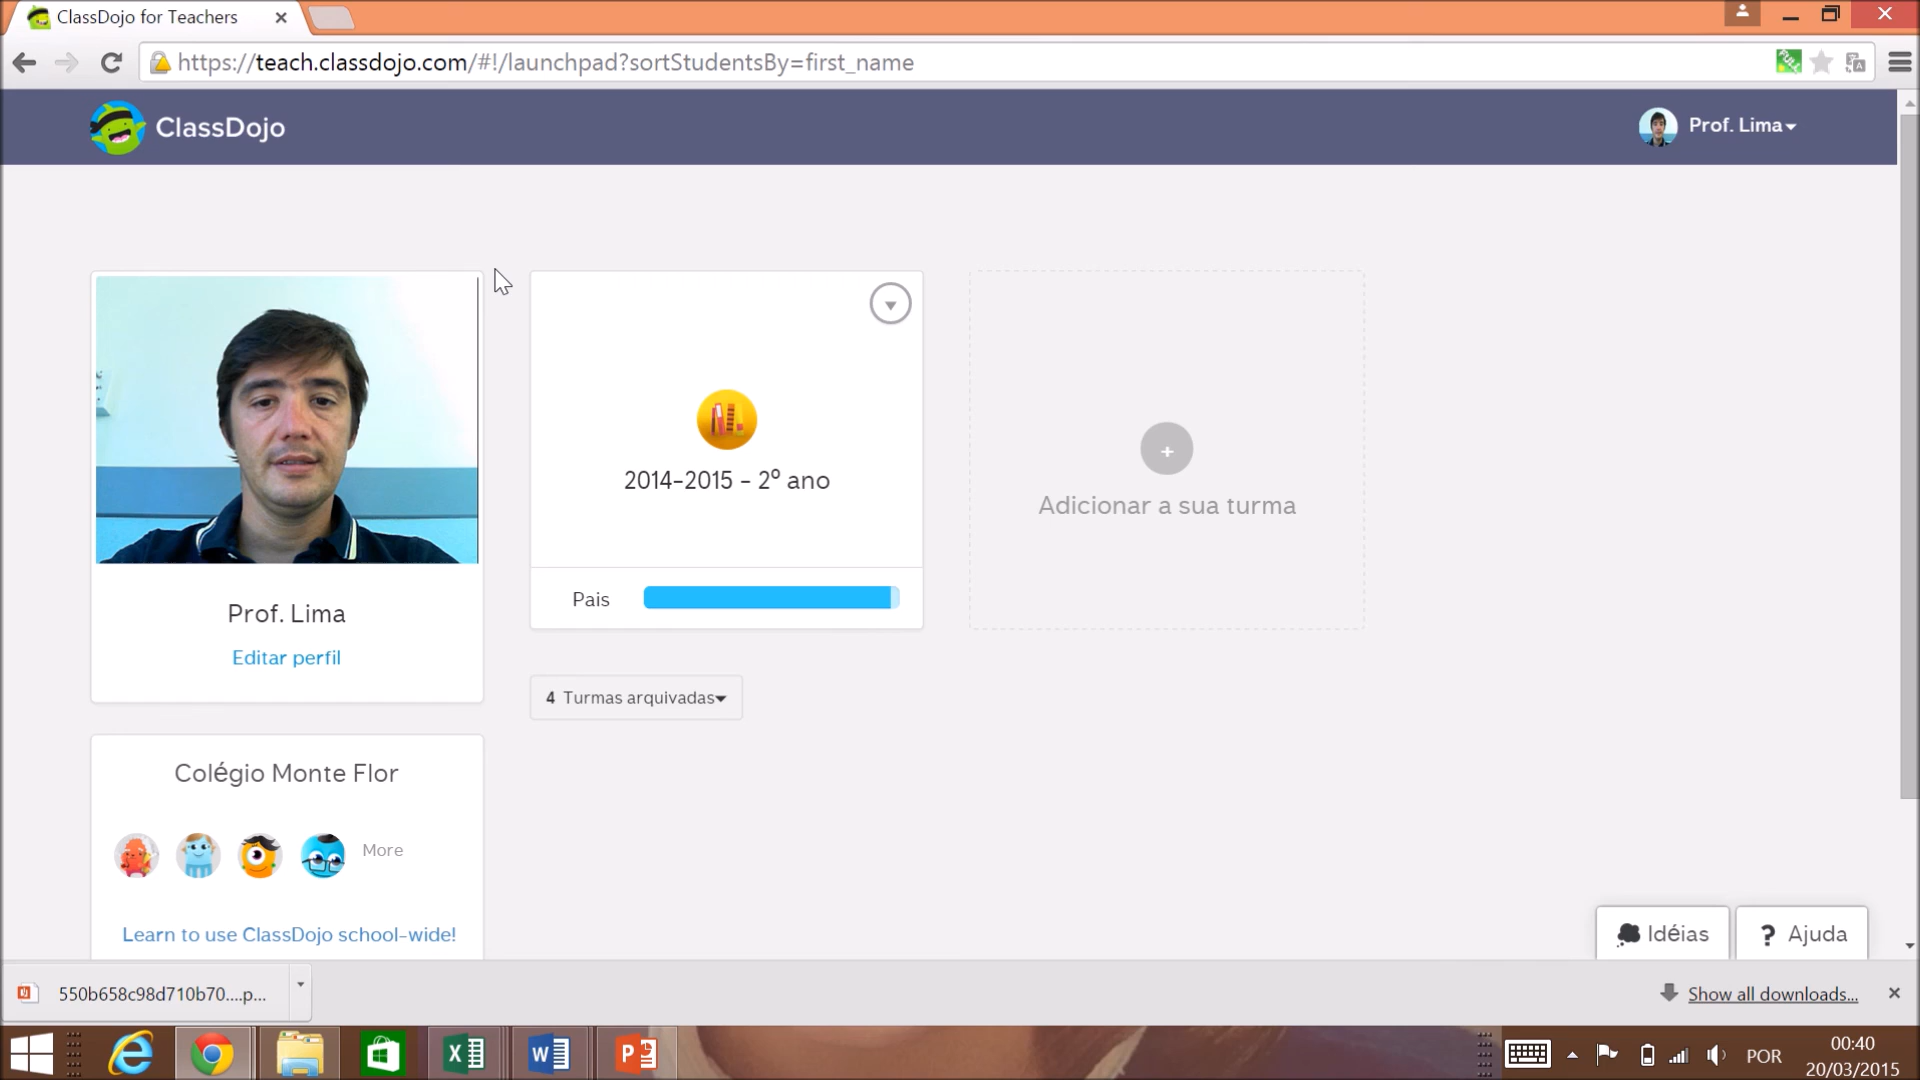 ClassDojo for Teachers
https://teach.classdojo.com/#!/launchpad?sortStudentsBy=first_name
ClassDojo
Prof. Lima
2014-2015 - 2º ano
Adicionar a sua turma
Pais
Prof. Lima
Editar perfil
4 Turmas arquivadas
Colégio Monte Flor
More
Learn to use ClassDojo school-wide!
Idéias
? Ajuda
550b658c98d710b70....p...
Show all downloads...
POR
00:40
20/03/2015